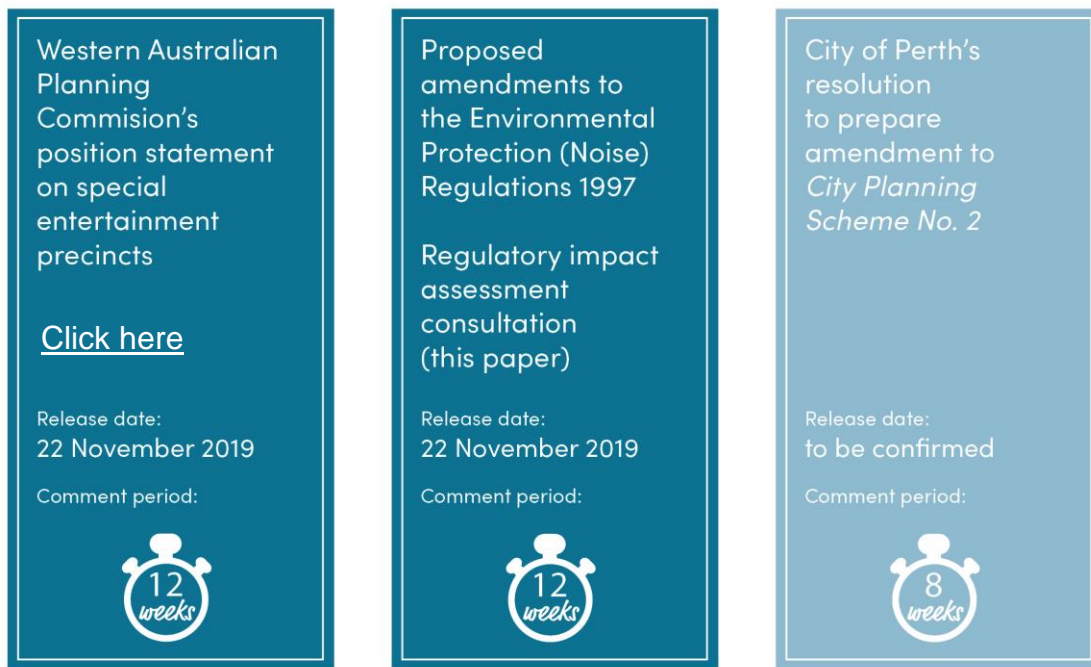 Western Australian
Planning
Commision's
position statement
on special
entertainment
precincts
Click here
Release date:
22 November 2019
Comment period:
12
weeks
Proposed
amendments to
the Environmental
Protection (Noise)
Regulations 1997
Regulatory impact
assessment
consultation
(this paper)
Release date:
22 November 2019
Comment period:
12
weeks
City of Perth's
resolution
to prepare
amendment to
City Planning
Scheme No. 2
Release date:
to be confirmed
Comment period:
8
weeks